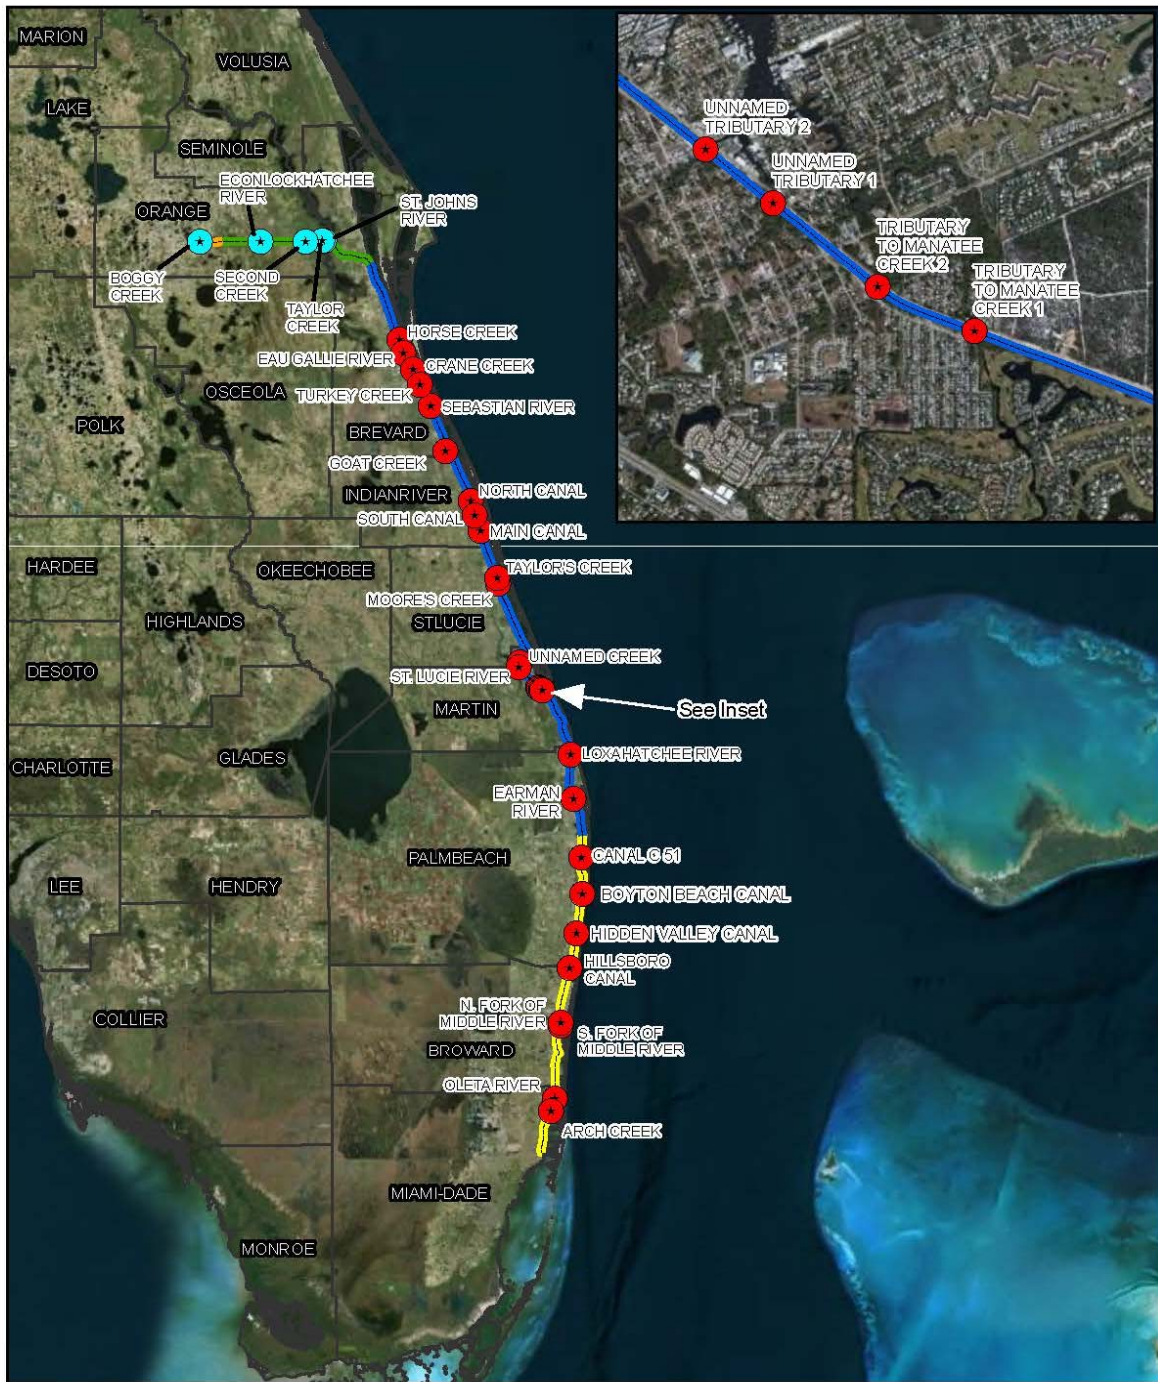 MARION
VOLUSIA
LAKE
SEMINOLE
ECONLOCKHATCHEE
RIVER
ORANGE
ST. JOHNS
RIVER
BOGGY
CREEK
SECOND
CREEK
TAYLOR
CREEK
HORSE CREEK
EAU GALLIE RIVER
CRANE CREEK
TURKEY CREEK
OSCEOLA
SEBASTIAN RIVER
POLK
BREVARD
GOAT CREEK
INDIANRIVER
NORTH CANAL
SOUTH CANAL
MAIN CANAL
HARDEE
OKEECHOBEE
TAYLOR'S CREEK
MOORE'S CREEK
HIGHLANDS
STLUCIE
UNNAMED CREEK
DESOTO
ST. LUCIE RIVER
MARTIN
See Inset
LOXAHATCHEE RIVER
GLADES
CHARLOTTE
EARMAN
RIVER
CANAL C 51
PALMBEACH
LEE
HENDRY
BOYTON BEACH CANAL
HIDDEN VALLEY CANAL
HILLSBORO
CANAL
N. FORK OF
MIDDLE RIVER
COLLIER
S. FORK OF
MIDDLE RIVER
BROWARD
OLETA RIVER
ARCH CREEK
MIAMI-DADE
MONROE
UNNAMED
TRIBUTARY 2
UNNAMED
TRIBUTARY 1
TRIBUTARY
TO MANATEE
CREEK 2
TRIBUTARY
TO MANATEE
CREEK 1